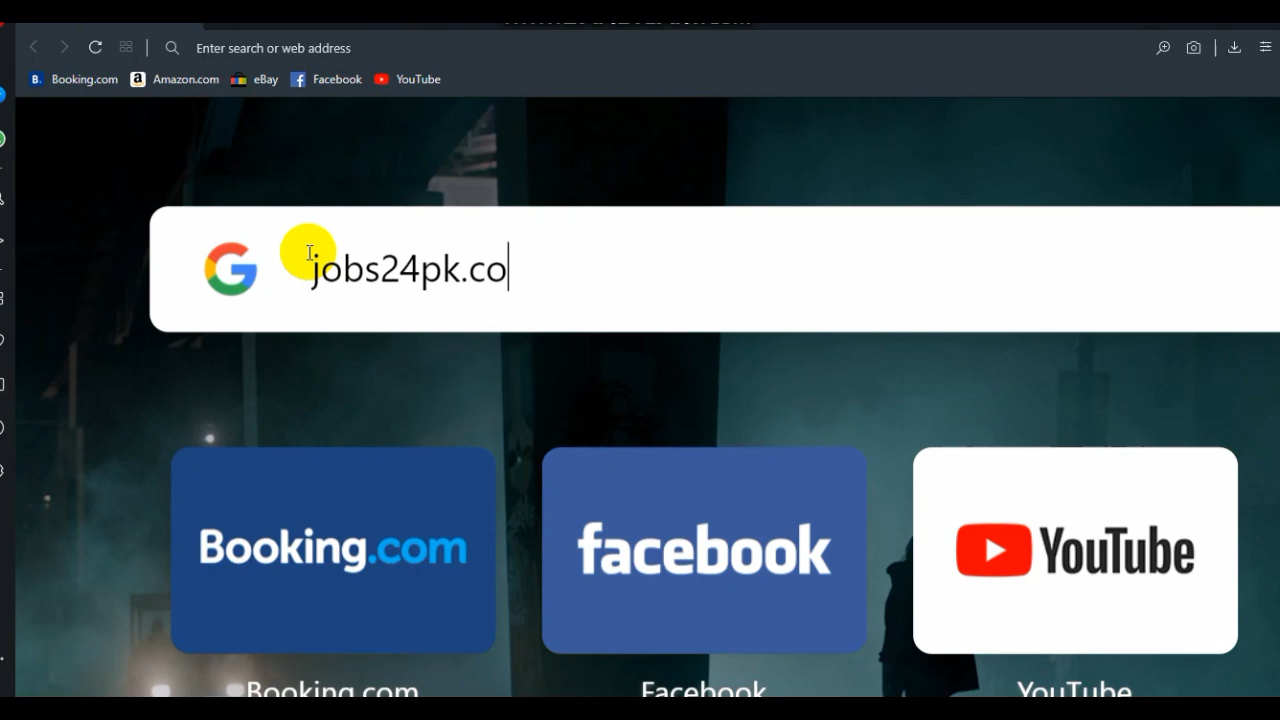 Enter search or web address
B. Booking.com a Amazon.com eBay f Facebook YouTube
G jobs24pk.co
Booking.com facebook YouTube
Booking.com Facebook YouTube